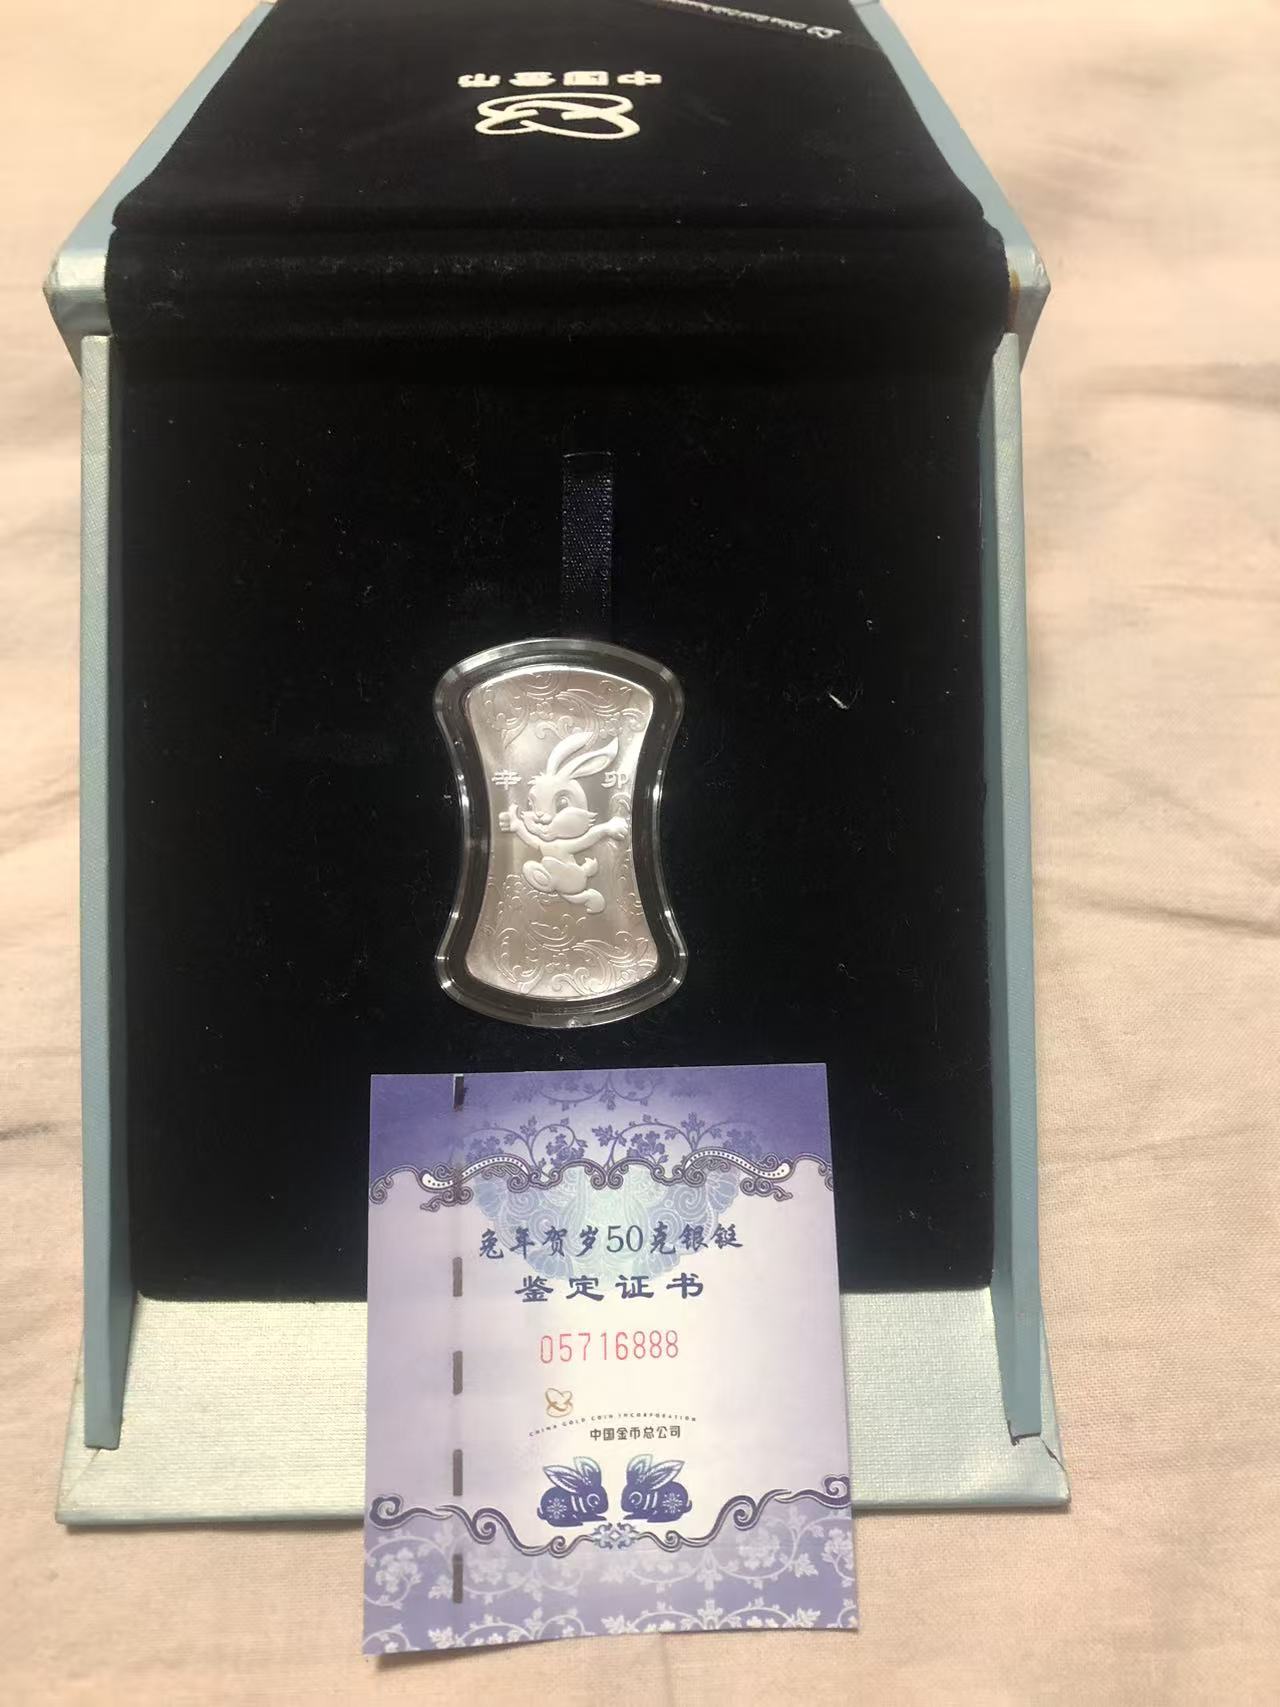 中国金币
辛 卯
兔年贺岁50克银铤
鉴定证书
05716888
CHINA GOLD COIN INCORPORATION
中国金币总公司